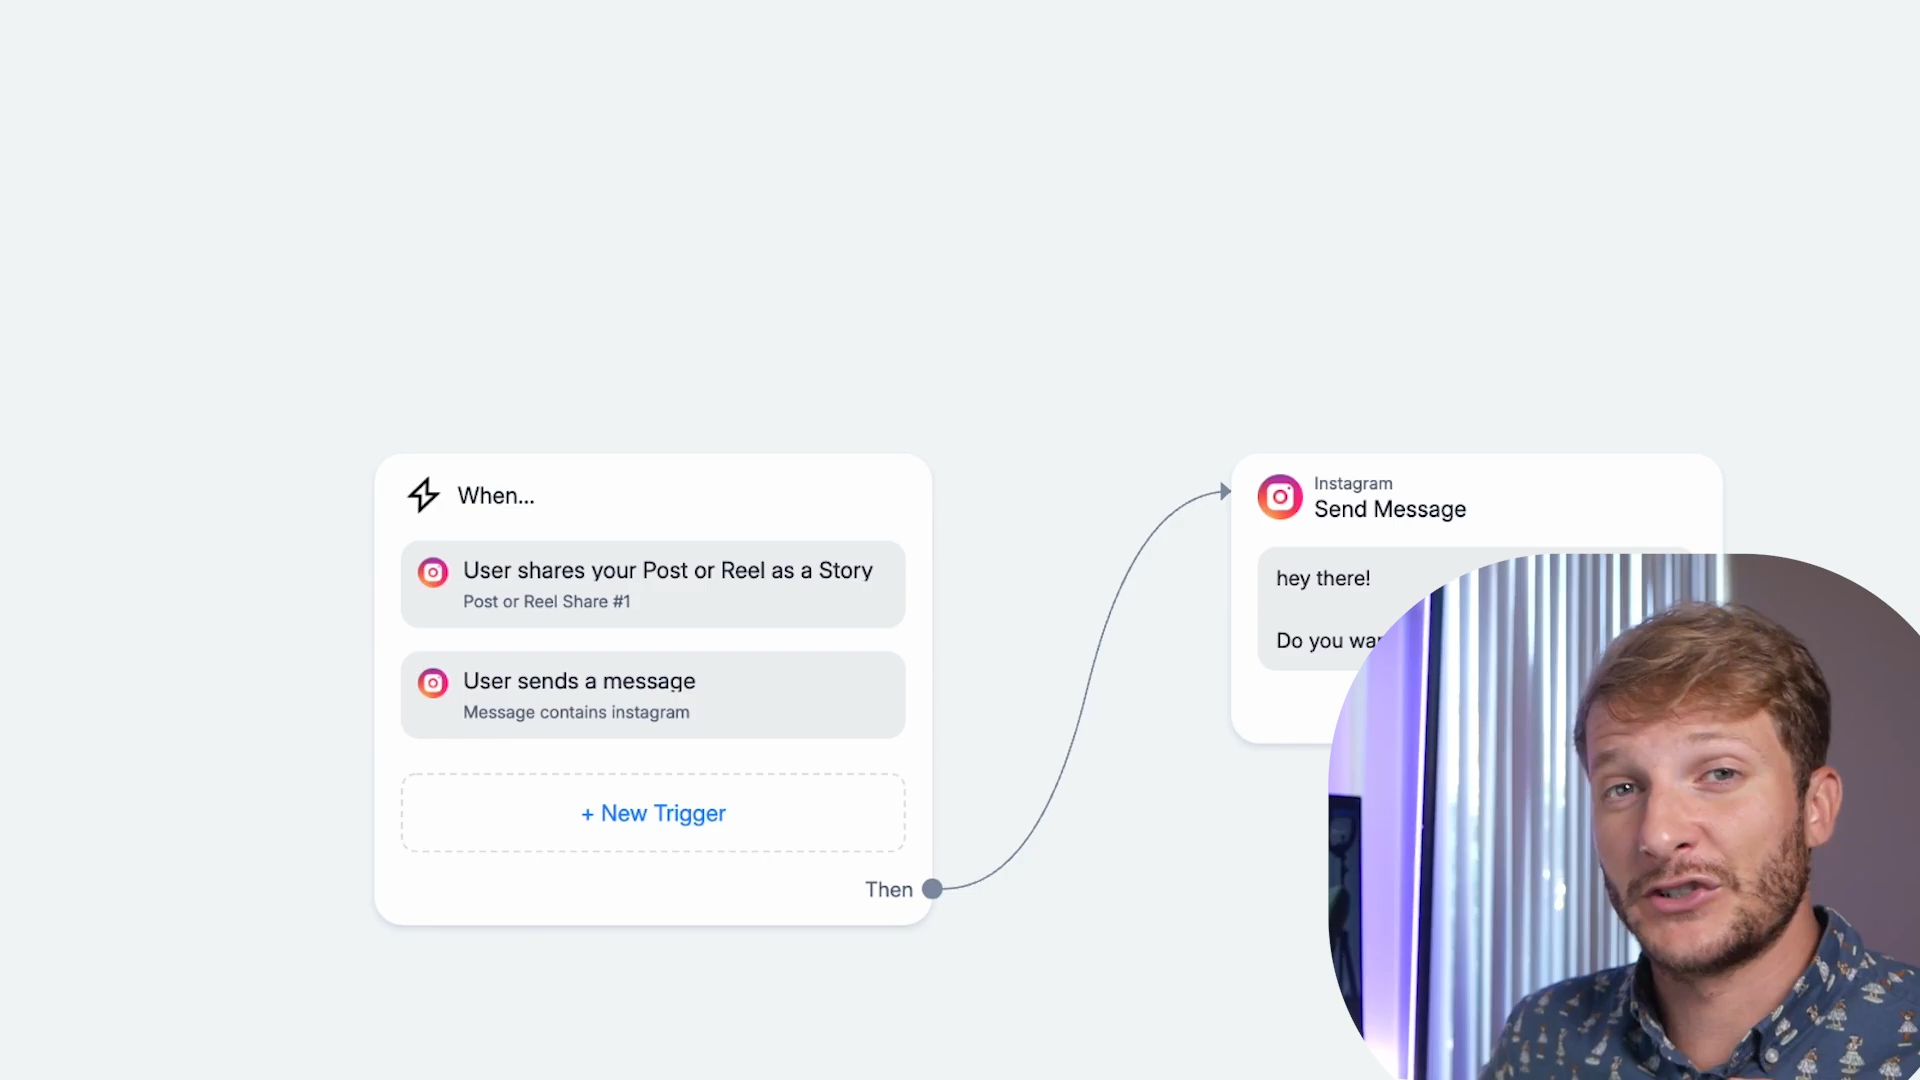 When...
User shares your Post or Reel as a Story
Post or Reel Share #1
User sends a message
Message contains instagram
+ New Trigger
Then
Instagram
Send Message
hey there!
Do you